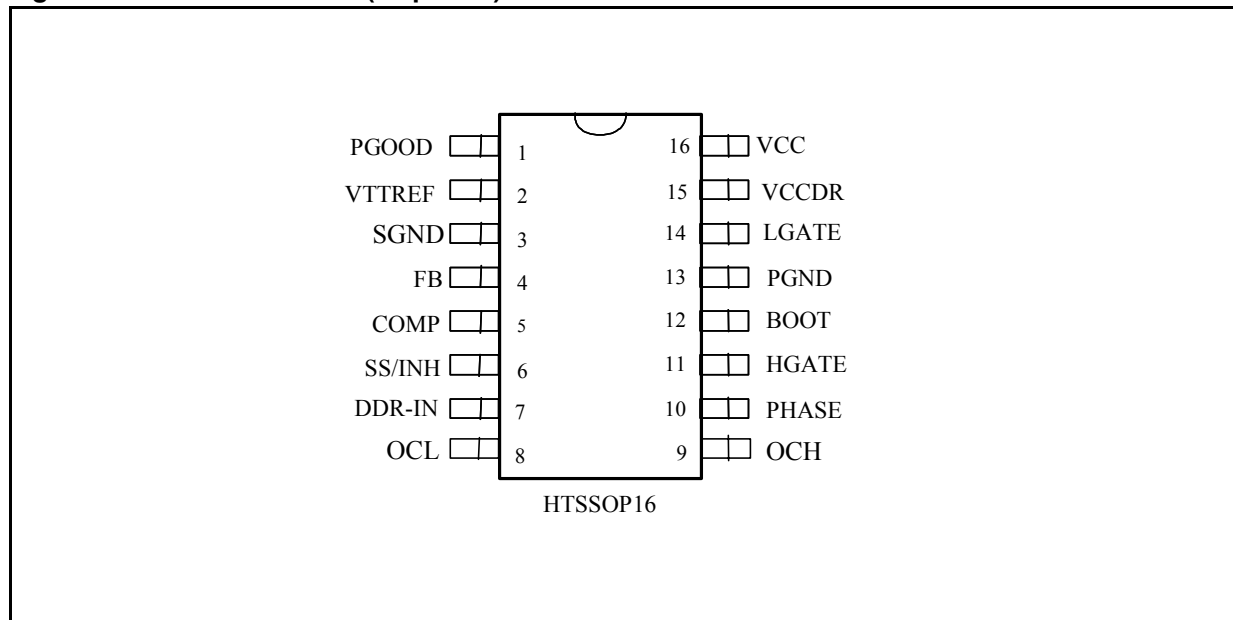 PGOOD 1 16 VCC
VTTREF 2 15 VCCDR
SGND 3 14 LGATE
FB 4 13 PGND
COMP 5 12 BOOT
SS/INH 6 11 HGATE
DDR-IN 7 10 PHASE
OCL 8 9 OCH
HTSSOP16